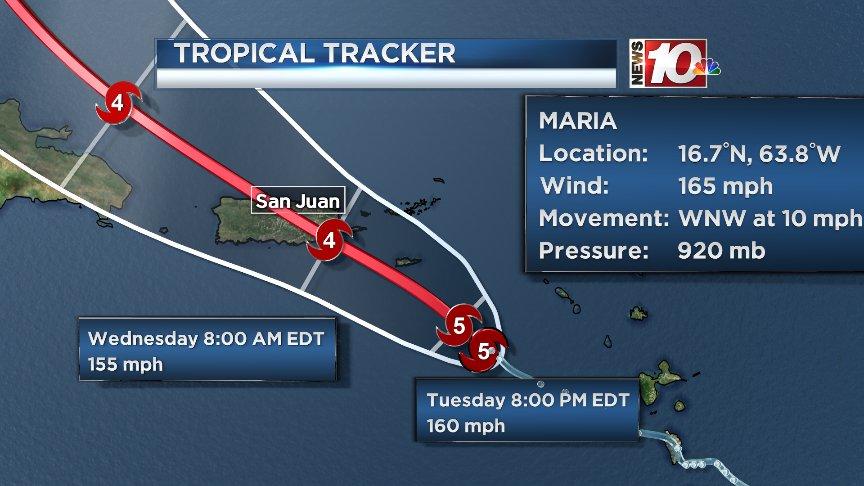 TROPICAL TRACKER
NEWS
10
MARIA
Location: 16.7°N, 63.8°W
Wind: 165 mph
Movement: WNW at 10 mph
Pressure: 920 mb
4
San Juan
4
5
5
Wednesday 8:00 AM EDT
155 mph
Tuesday 8:00 PM EDT
160 mph